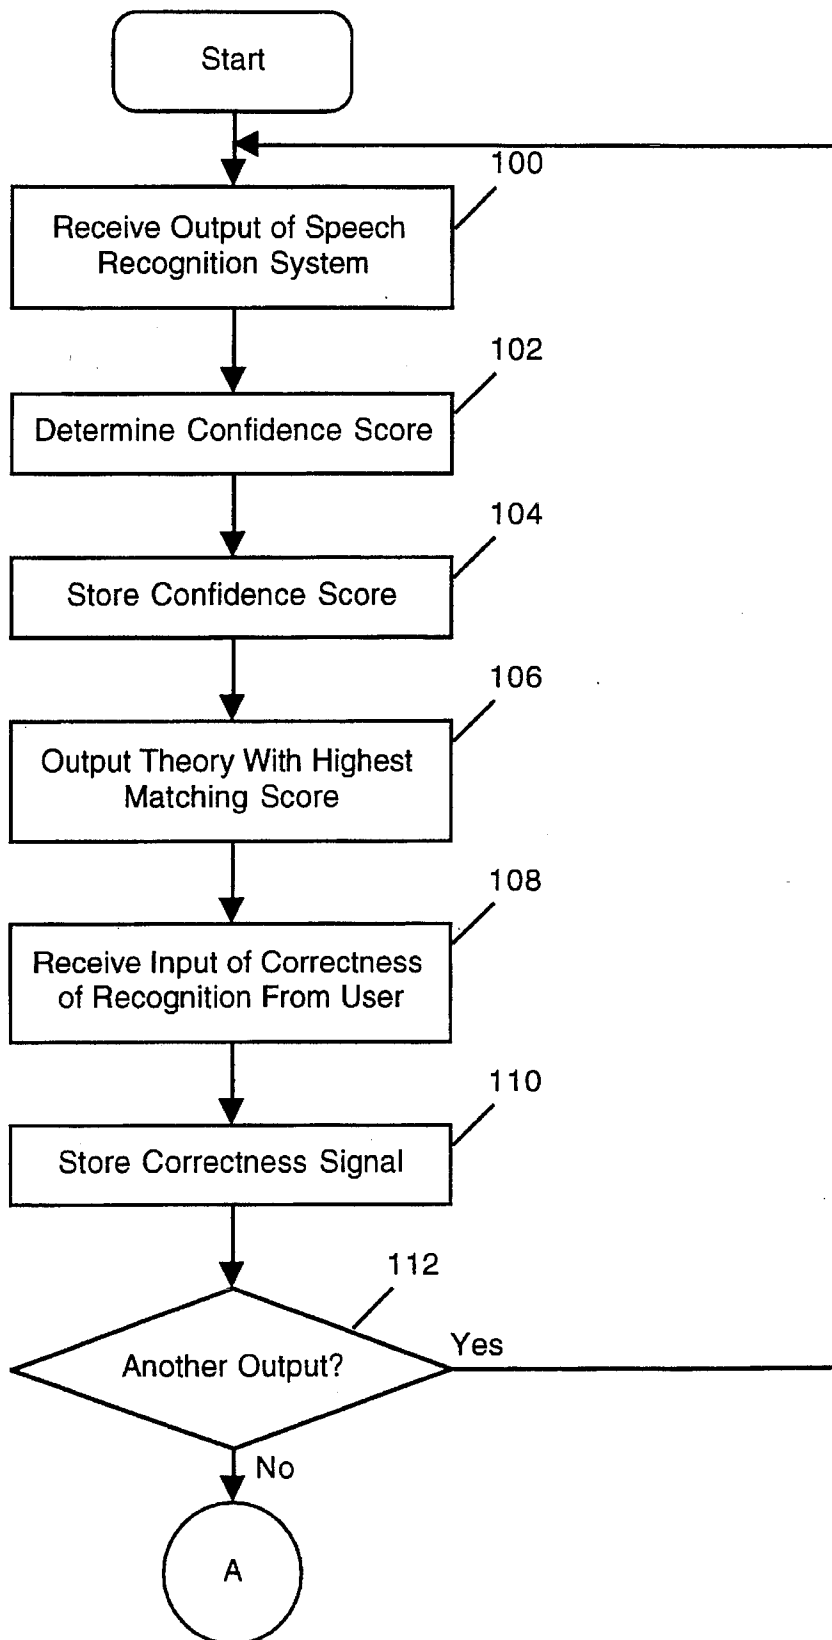 Start
100
Receive Output of Speech
Recognition System
102
Determine Confidence Score
104
Store Confidence Score
106
Output Theory With Highest
Matching Score
108
Receive Input of Correctness
of Recognition From User
110
Store Correctness Signal
112
Another Output?
Yes
No
A